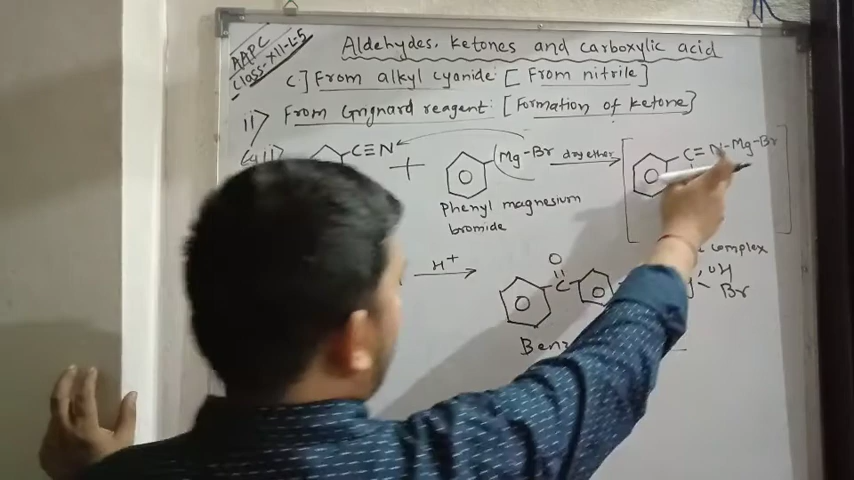 AAPC
Class-XII-L:5
Aldehydes, ketones and carboxylic acid
C:] From alkyl cyanide: [From nitrile]
ii> From Grignard reagent: [Formation of ketone]
C≡N + Mg-Br dry ether C=N-Mg-Br
Phenyl magnesium
bromide
complex
H+ O
C OH
Br